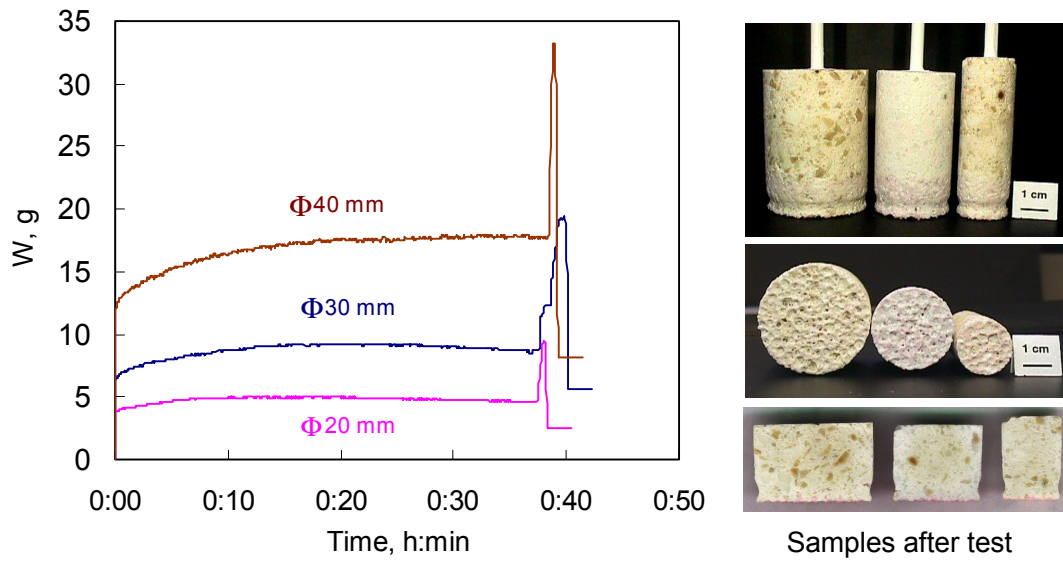 35
30
25
20
15
10
5
0
W, g
Φ40 mm
Φ30 mm
Φ20 mm
0:00 0:10 0:20 0:30 0:40 0:50
Time, h:min
1 cm
1 cm
Samples after test